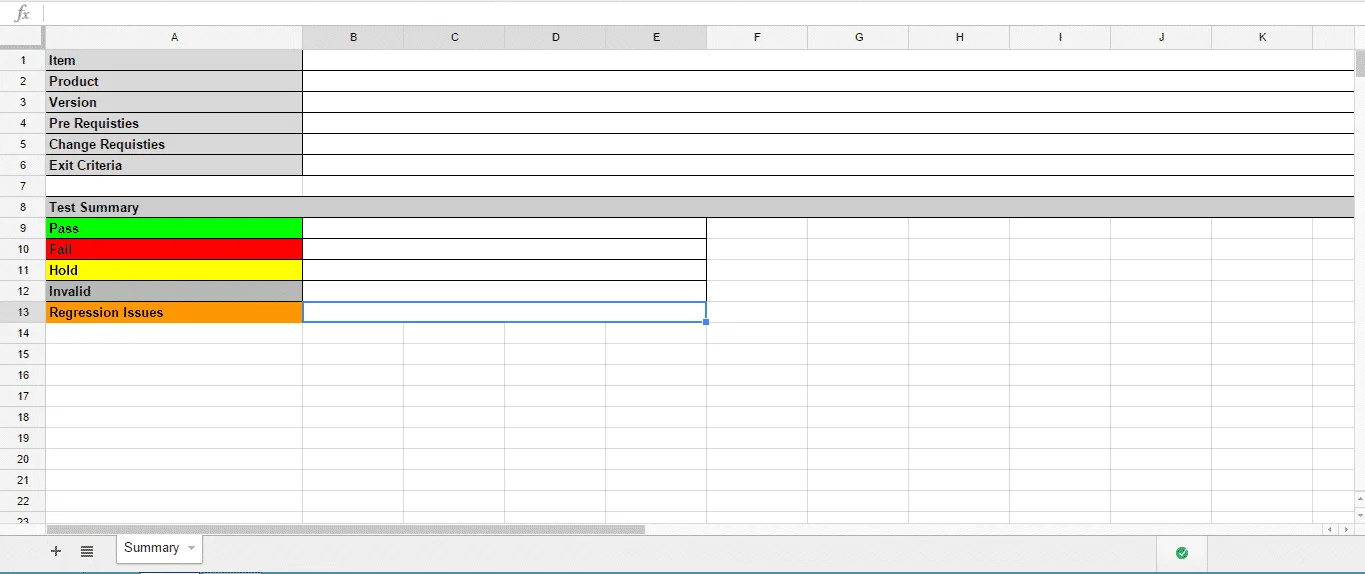 fx
A B C D E F G H I J K
1 Item
2 Product
3 Version
4 Pre Requisties
5 Change Requisties
6 Exit Criteria
7
8 Test Summary
9 Pass
10 Fail
11 Hold
12 Invalid
13 Regression Issues
14
15
16
17
18
19
20
21
22
23
Summary